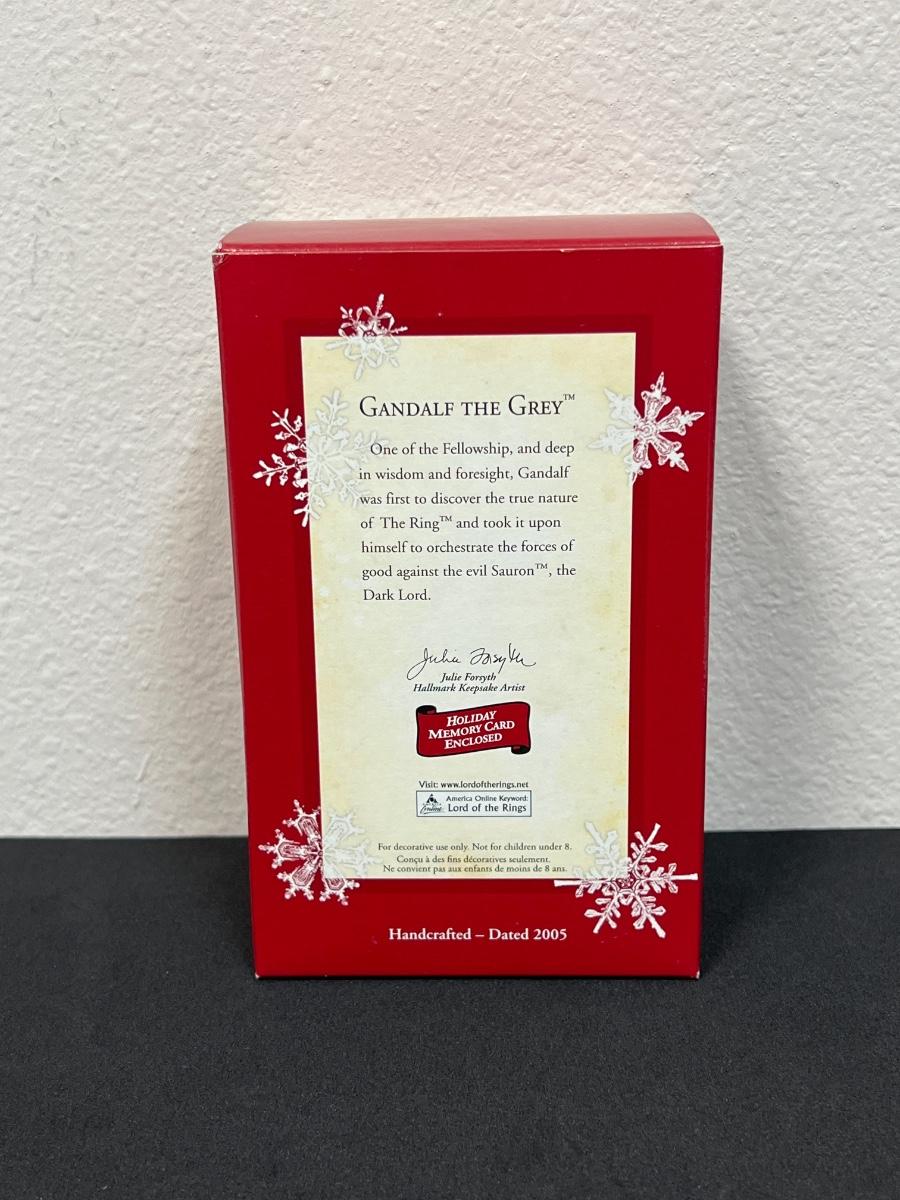 GANDALF THE GREY™
One of the Fellowship, and deep
in wisdom and foresight, Gandalf
was first to discover the true nature
of The Ring™ and took it upon
himself to orchestrate the forces of
good against the evil Sauron™, the
Dark Lord.
Julie Forsyth
Julie Forsyth
Hallmark Keepsake Artist
HOLIDAY
MEMORY CARD
ENCLOSED
Visit: www.lordoftherings.net
America Online Keyword:
Lord of the Rings
For decorative use only. Not for children under 8.
Conçu à des fins décoratives seulement.
Ne convient pas aux enfants de moins de 8 ans.
Handcrafted – Dated 2005